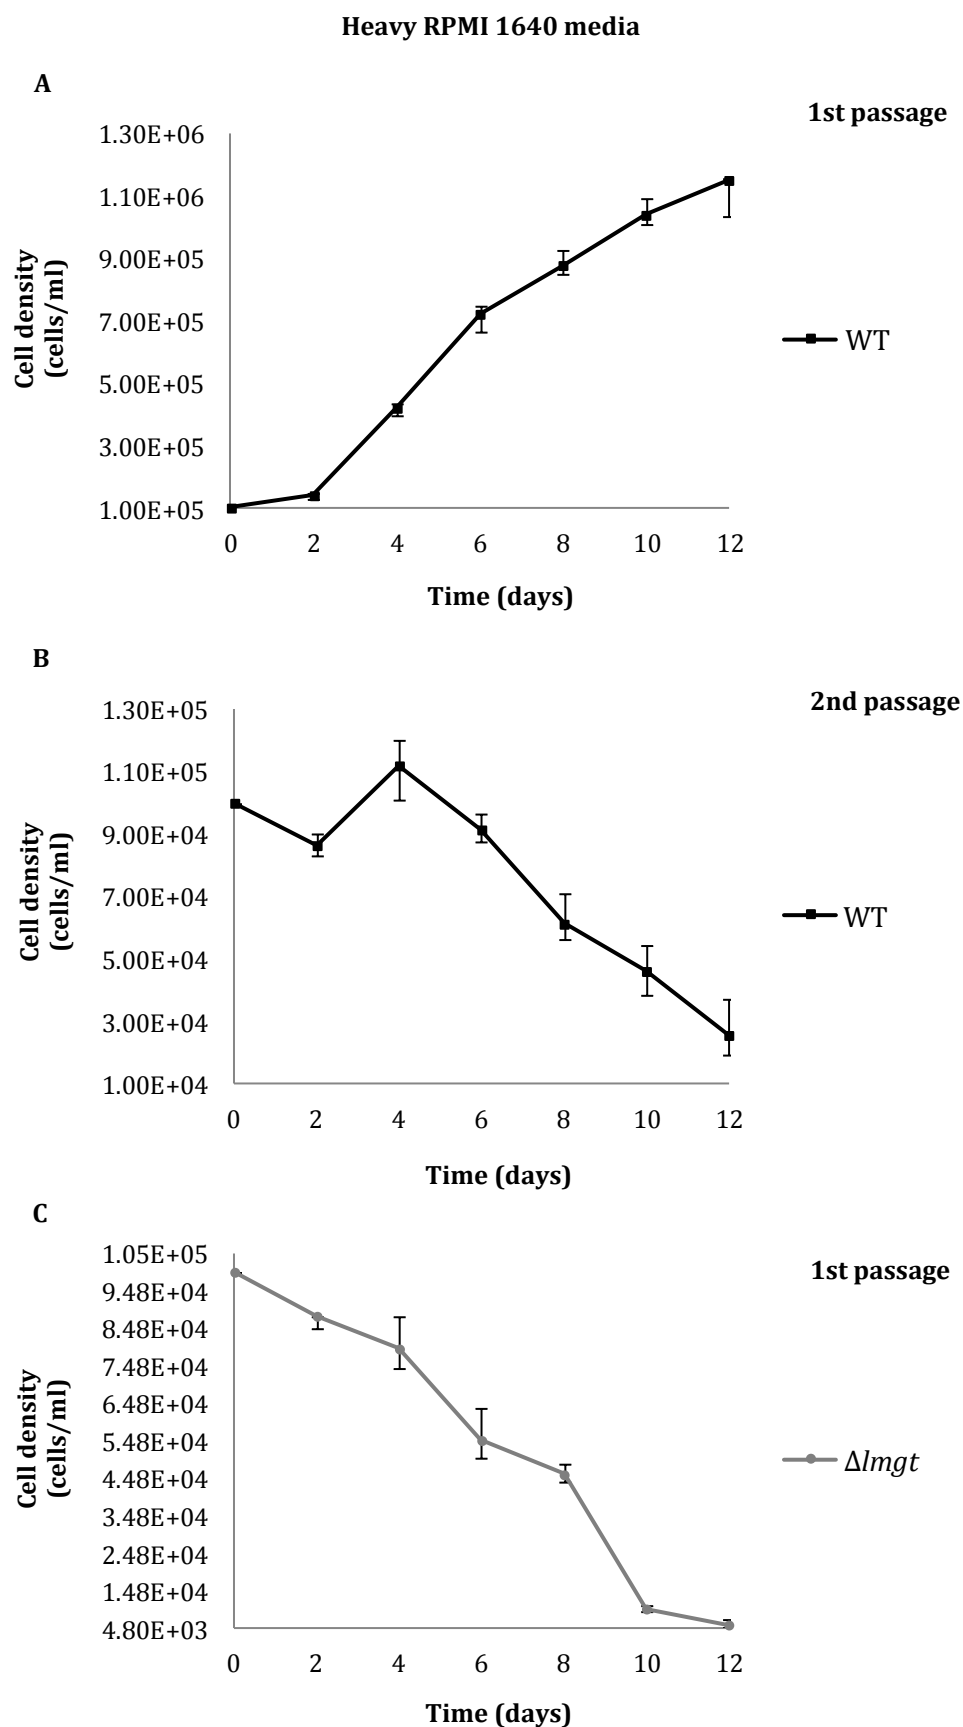 Heavy RPMI 1640 media
A
1st passage
1.30E+06
1.10E+06
9.00E+05
7.00E+05
5.00E+05
3.00E+05
1.00E+05
Cell density
(cells/ml)
WT
0 2 4 6 8 10 12
Time (days)
B
2nd passage
1.30E+05
1.10E+05
9.00E+04
7.00E+04
5.00E+04
3.00E+04
1.00E+04
Cell density
(cells/ml)
WT
0 2 4 6 8 10 12
Time (days)
C
1st passage
1.05E+05
9.48E+04
8.48E+04
7.48E+04
6.48E+04
5.48E+04
4.48E+04
3.48E+04
2.48E+04
1.48E+04
4.80E+03
Cell density
(cells/ml)
Δlmgt
0 2 4 6 8 10 12
Time (days)